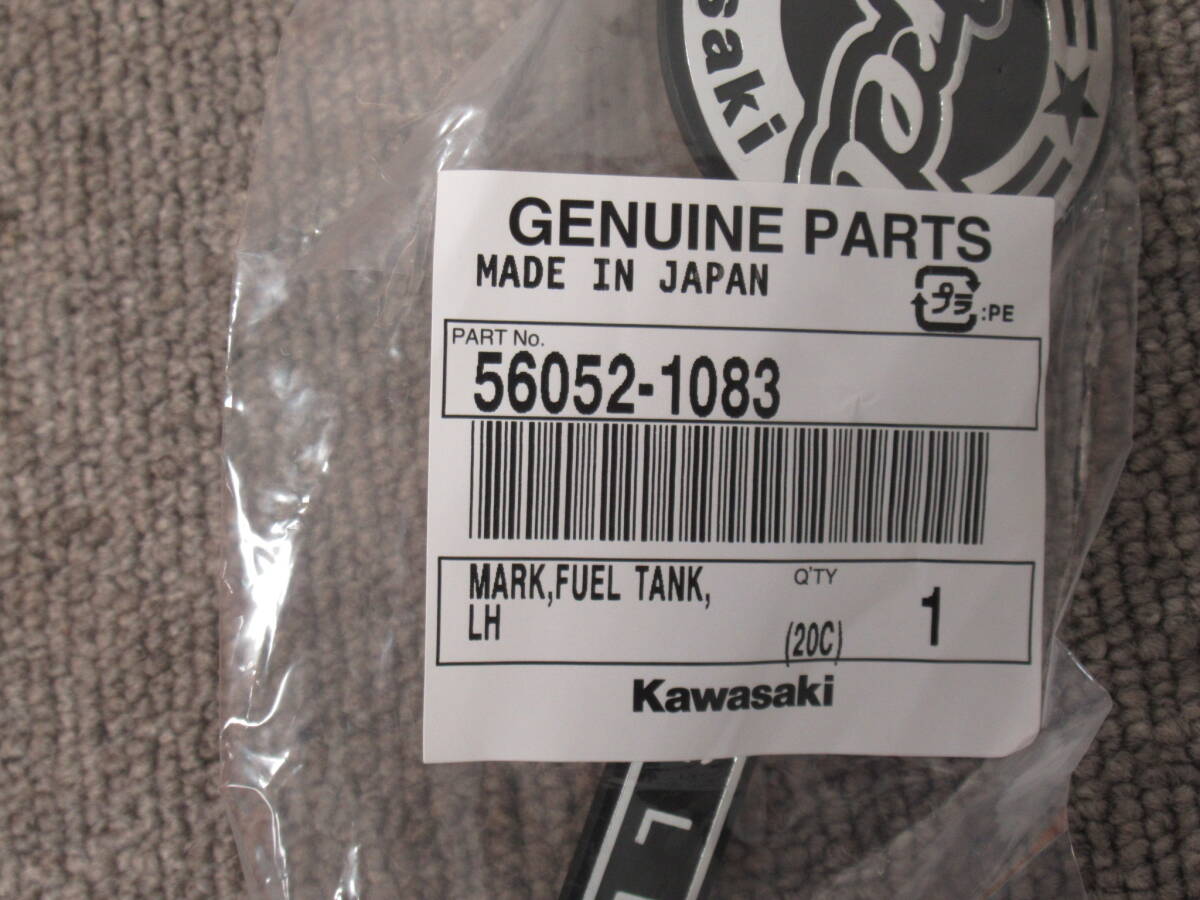 saki
GENUINE PARTS
MADE IN JAPAN
プラ :PE
PART No.
56052-1083
MARK,FUEL TANK, Q'TY
LH (20C) 1
Kawasaki
L